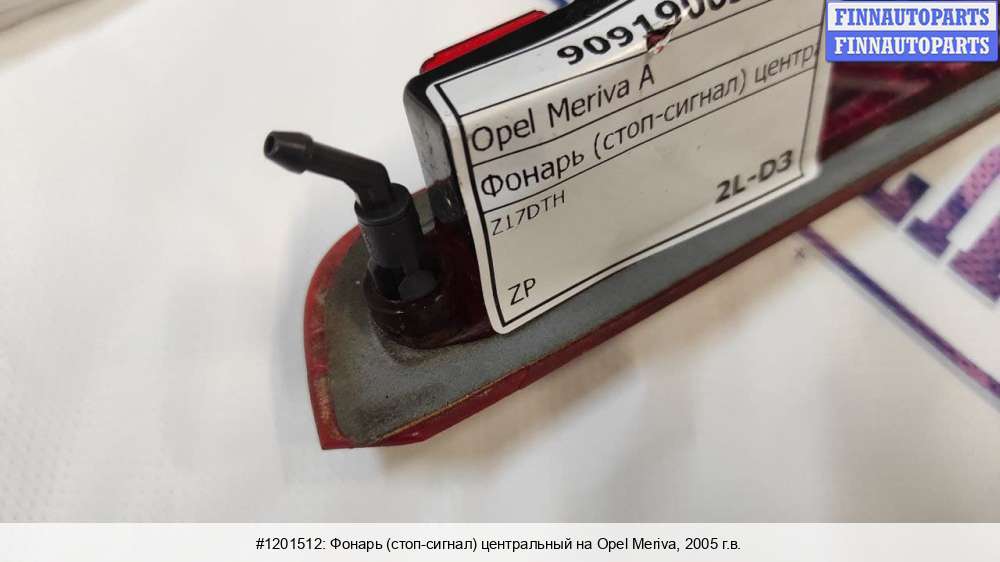 FINNAUTOPARTS
FINNAUTOPARTS
Opel Meriva A
Фонарь (стоп-сигнал)
Z17DTH
2L-D3
ZP
#1201512: Фонарь (стоп-сигнал) центральный на Opel Meriva, 2005 г.в.